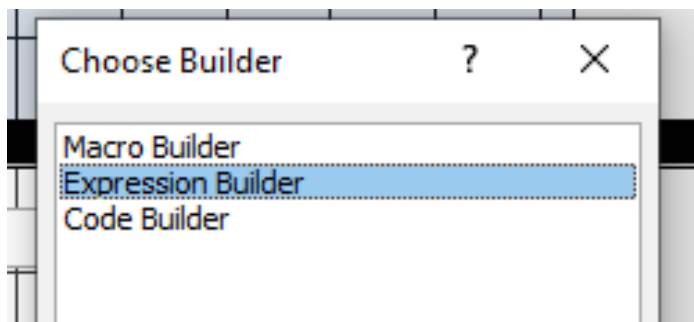 Choose Builder ?
Macro Builder
Expression Builder
Code Builder